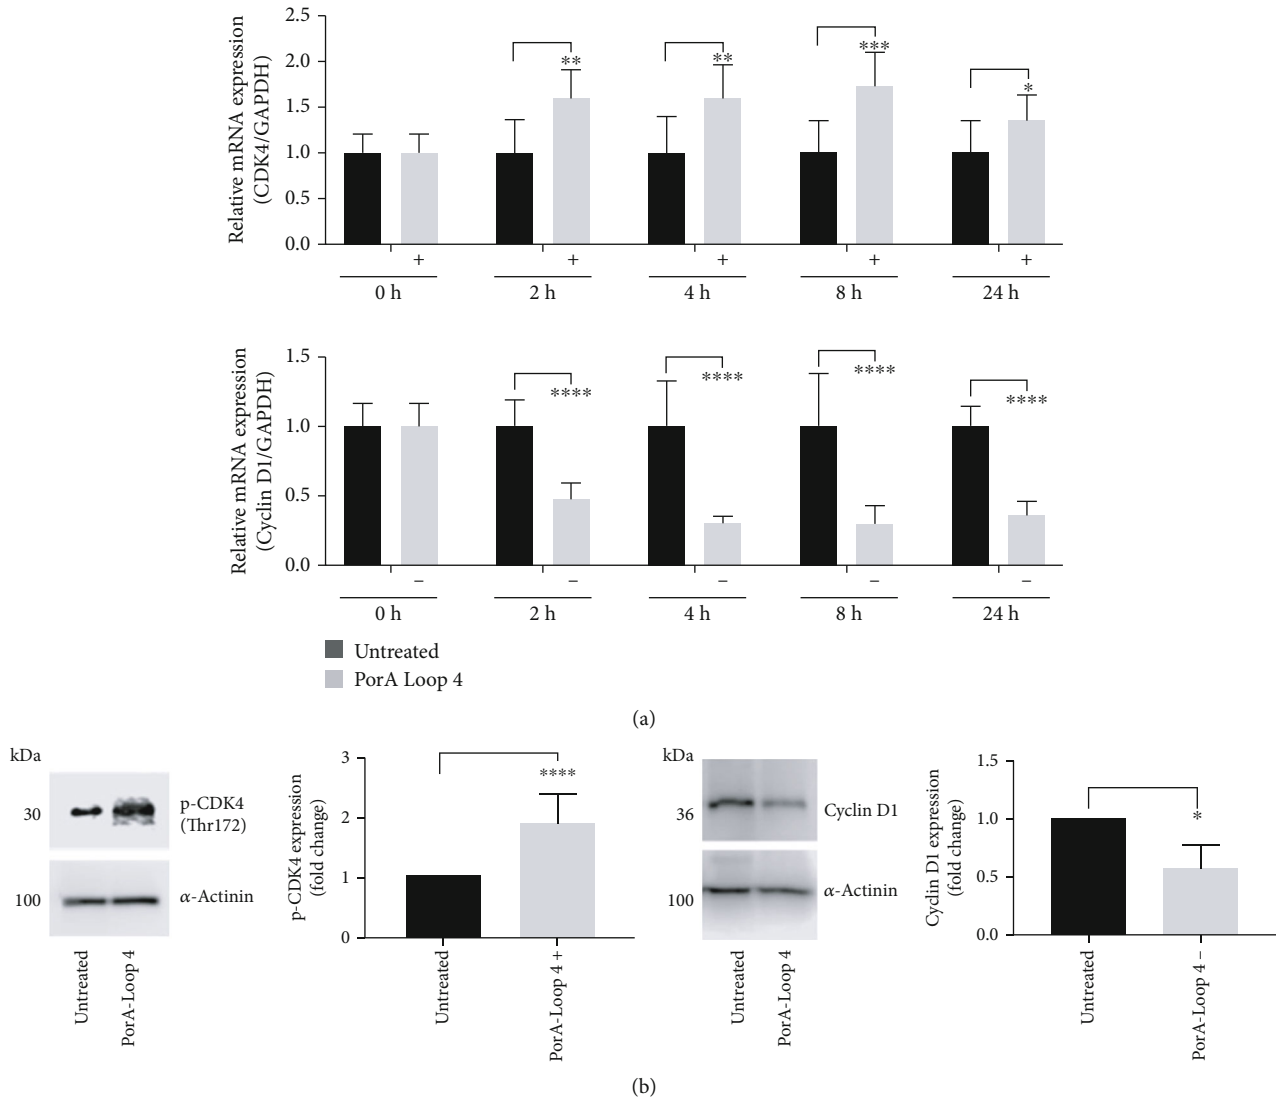 Relative mRNA expression
(CDK4/GAPDH)
2.5
2.0
1.5
1.0
0.5
0.0
** ** *** *
+ + + + +
0 h 2 h 4 h 8 h 24 h
Relative mRNA expression
(Cyclin D1/GAPDH)
1.5
1.0
0.5
0.0
**** **** **** ****
− − − − −
0 h 2 h 4 h 8 h 24 h
Untreated
PorA Loop 4
(a)
kDa
30
p-CDK4
(Thr172)
100
α-Actinin
Untreated
PorA-Loop 4
p-CDK4 expression
(fold change)
3
2
1
0
****
Untreated
PorA-Loop 4 +
kDa
36
Cyclin D1
100
α-Actinin
Untreated
PorA-Loop 4
Cyclin D1 expression
(fold change)
1.5
1.0
0.5
0.0
*
Untreated
PorA-Loop 4 −
(b)